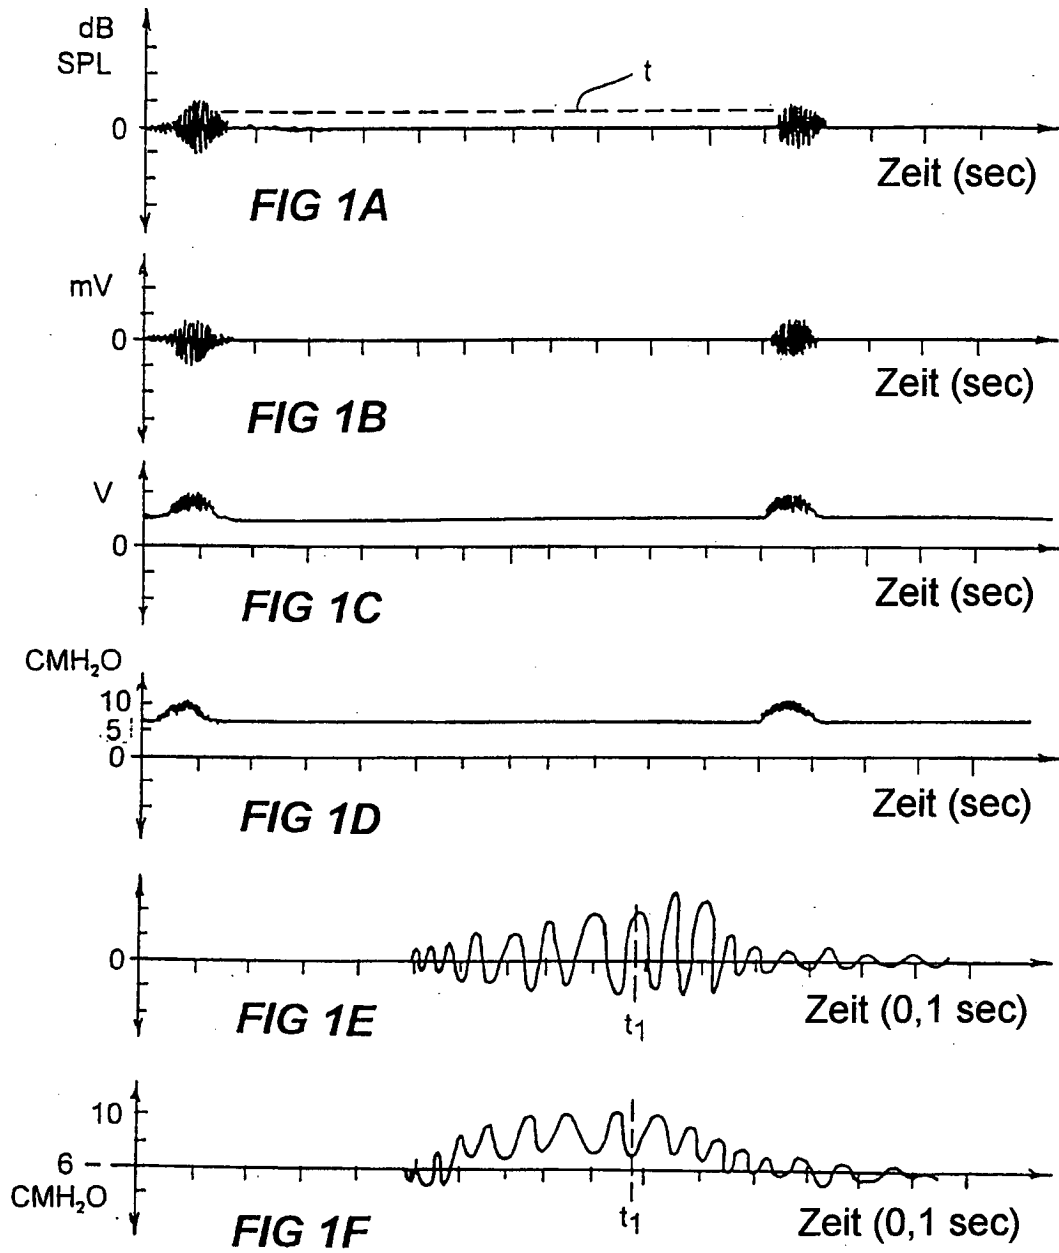 dB
SPL
t
0
Zeit (sec)
FIG 1A
mV
0
Zeit (sec)
FIG 1B
V
0
Zeit (sec)
FIG 1C
CMH₂O
10
5
0
Zeit (sec)
FIG 1D
0
Zeit (0,1 sec)
FIG 1E
t₁
10
6
CMH₂O
Zeit (0,1 sec)
FIG 1F
t₁